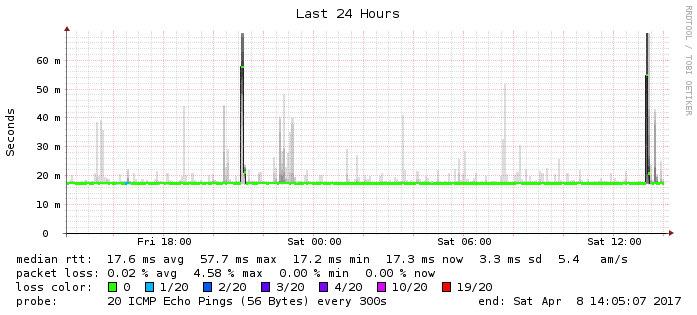 Last 24 Hours
RRDTOOL / TOBI OETIKER
Seconds
60 m
50 m
40 m
30 m
20 m
10 m
0
Fri 18:00 Sat 00:00 Sat 06:00 Sat 12:00
median rtt: 17.6 ms avg 57.7 ms max 17.2 ms min 17.3 ms now 3.3 ms sd 5.4 am/s
packet loss: 0.02 % avg 4.58 % max 0.00 % min 0.00 % now
loss color: 0 1/20 2/20 3/20 4/20 10/20 19/20
probe: 20 ICMP Echo Pings (56 Bytes) every 300s end: Sat Apr 8 14:05:07 2017